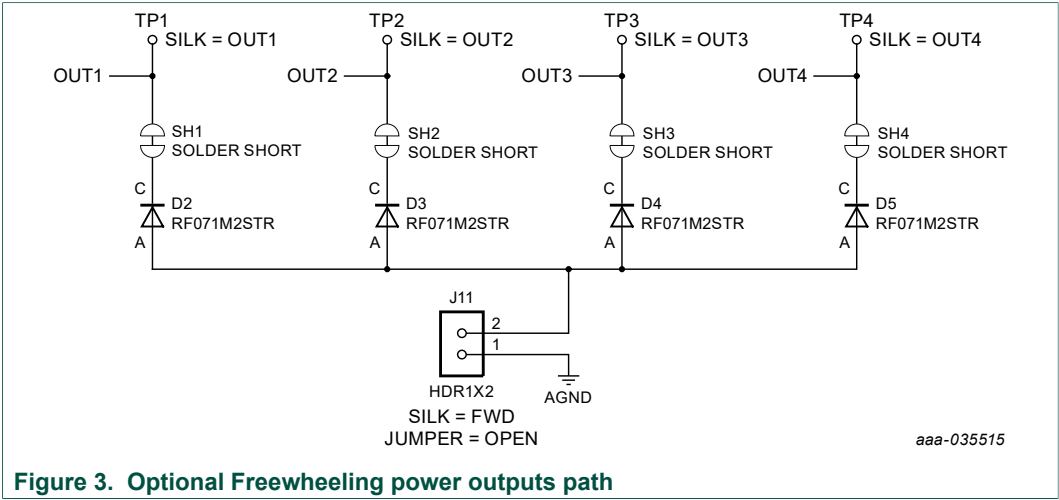 TP1 TP2 TP3 TP4
SILK = OUT1 SILK = OUT2 SILK = OUT3 SILK = OUT4
OUT1 OUT2 OUT3 OUT4
SH1 SH2 SH3 SH4
SOLDER SHORT SOLDER SHORT SOLDER SHORT SOLDER SHORT
C C C C
D2 D3 D4 D5
RF071M2STR RF071M2STR RF071M2STR RF071M2STR
A A A A
J11
2
1
HDR1X2
AGND
SILK = FWD
JUMPER = OPEN
aaa-035515
Figure 3. Optional Freewheeling power outputs path